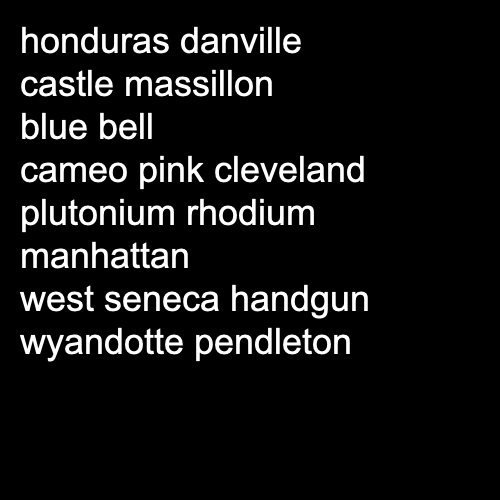 honduras danville
castle massillon
blue bell
cameo pink cleveland
plutonium rhodium
manhattan
west seneca handgun
wyandotte pendleton